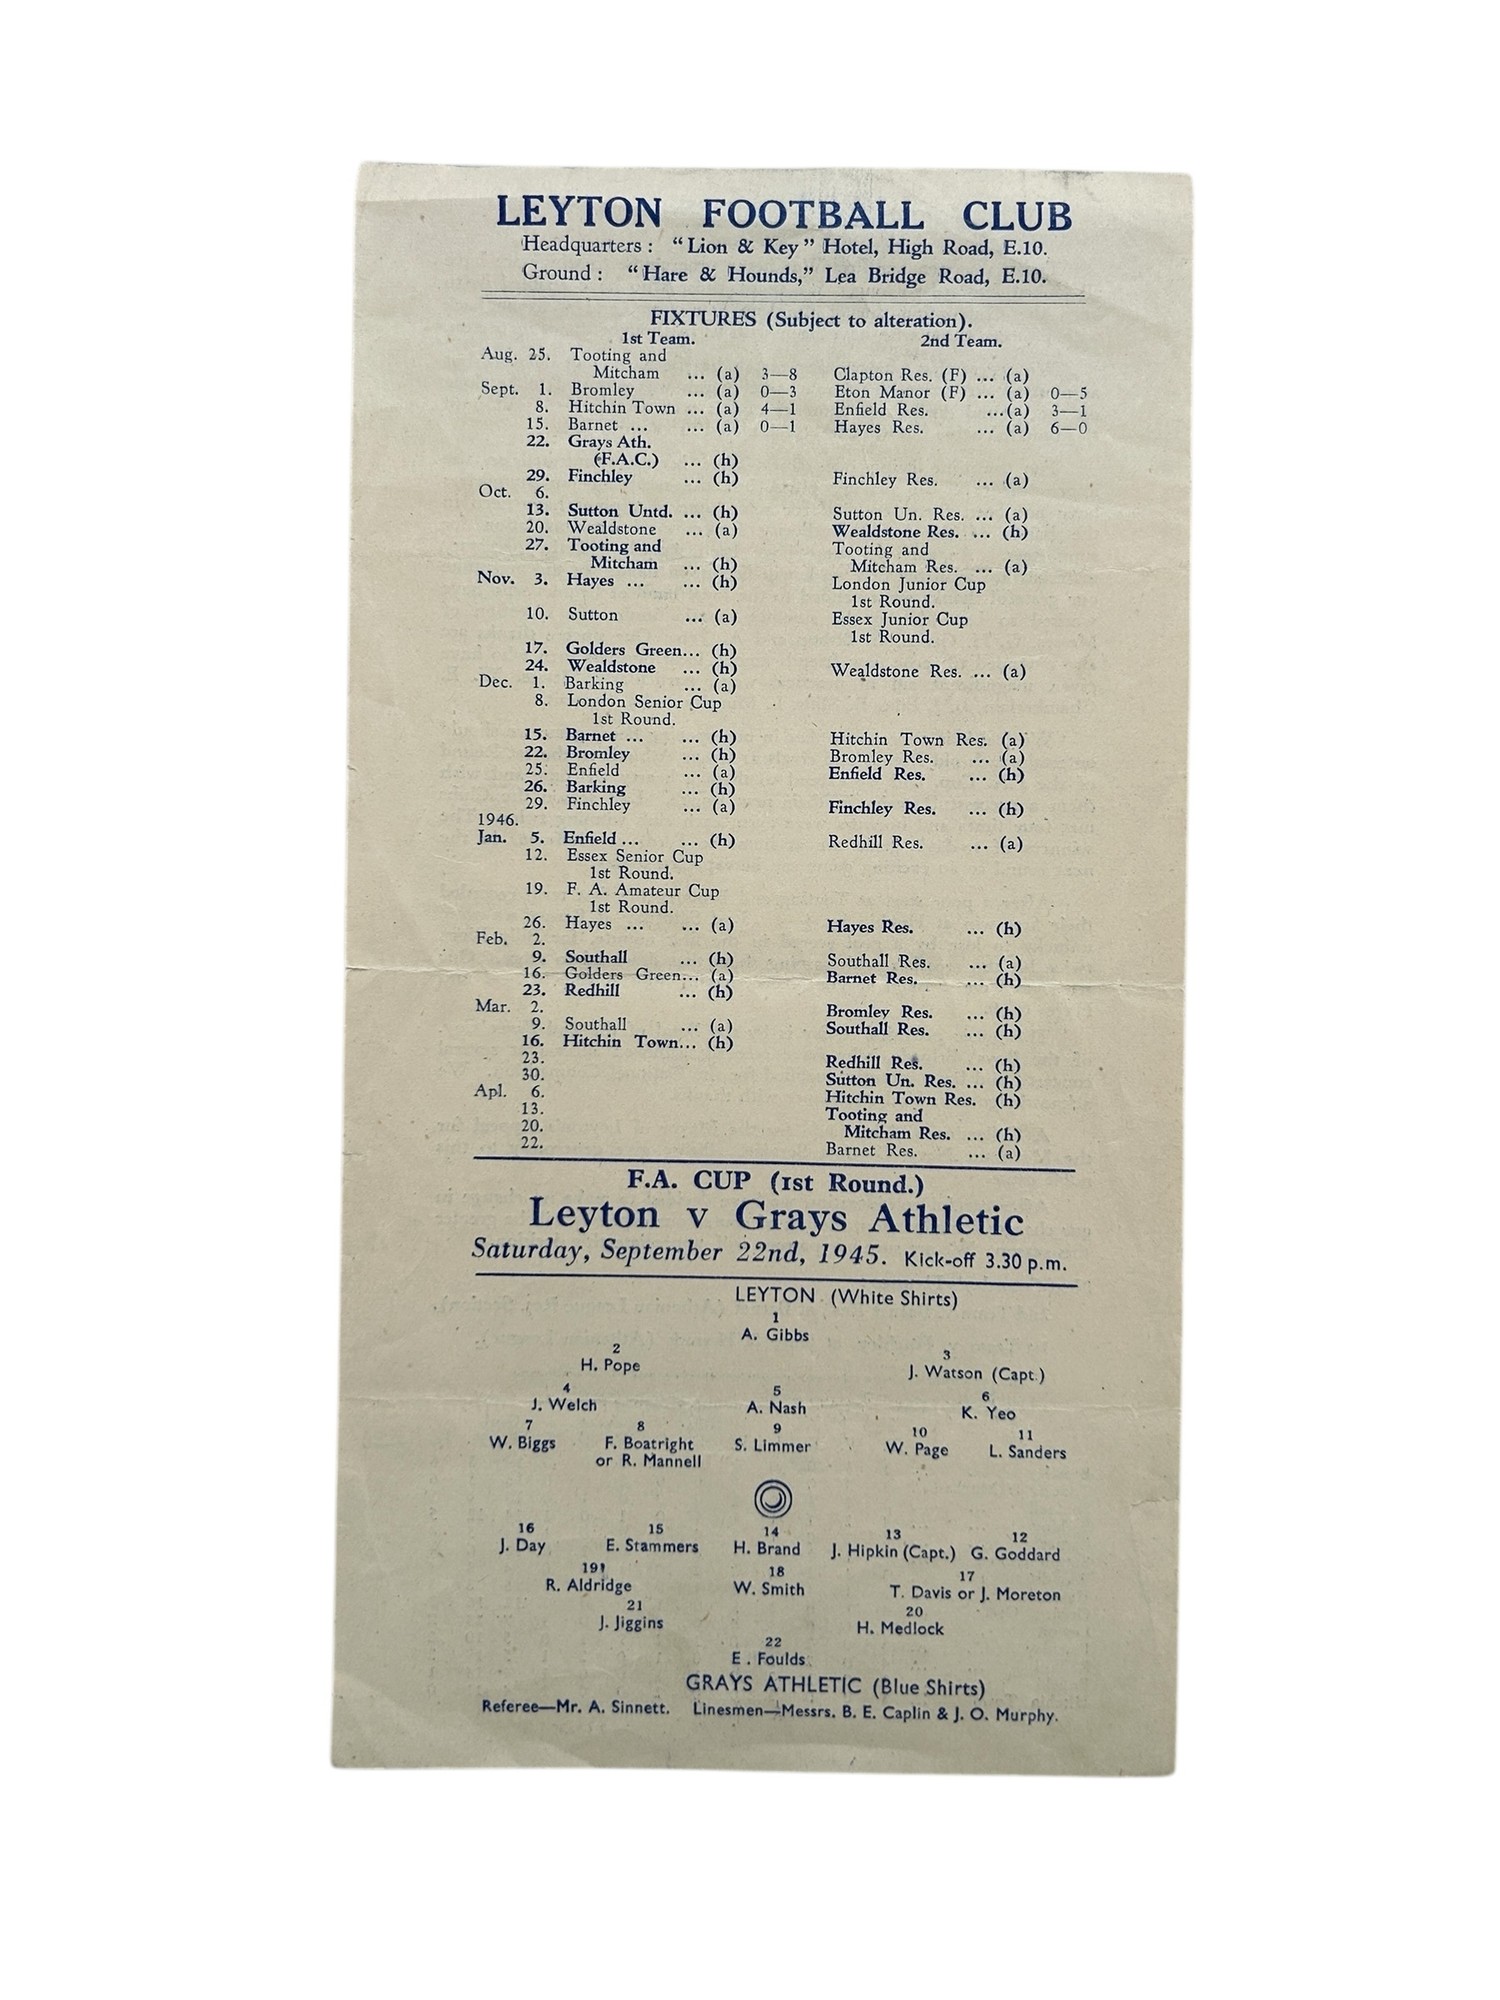 LEYTON FOOTBALL CLUB
Headquarters : "Lion & Key" Hotel, High Road, E.10.
Ground : "Hare & Hounds," Lea Bridge Road, E.10.
FIXTURES (Subject to alteration).
1st Team. 2nd Team.
Aug. 25. Tooting and
Mitcham ... (a) 3—8 Clapton Res. (F) ... (a)
Sept. 1. Bromley ... (a) 0—3 Eton Manor (F) ... (a) 0—5
8. Hitchin Town ... (a) 4—1 Enfield Res. ...(a) 3—1
15. Barnet ... ... (a) 0—1 Hayes Res. ... (a) 6—0
22. Grays Ath.
(F.A.C.) ... (h)
29. Finchley ... (h) Finchley Res. ... (a)
Oct. 6.
13. Sutton Untd. ... (h) Sutton Un. Res. ... (a)
20. Wealdstone ... (a) Wealdstone Res. ... (h)
27. Tooting and Tooting and
Mitcham ... (h) Mitcham Res. ... (a)
Nov. 3. Hayes ... ... (h) London Junior Cup
1st Round.
10. Sutton ... (a) Essex Junior Cup
1st Round.
17. Golders Green... (h)
24. Wealdstone ... (h) Wealdstone Res. ... (a)
Dec. 1. Barking ... (a)
8. London Senior Cup
1st Round.
15. Barnet ... ... (h) Hitchin Town Res. (a)
22. Bromley ... (h) Bromley Res. ... (a)
25. Enfield ... (a) Enfield Res. ... (h)
26. Barking ... (h)
29. Finchley ... (a) Finchley Res. ... (h)
1946.
Jan. 5. Enfield ... ... (h) Redhill Res. ... (a)
12. Essex Senior Cup
1st Round.
19. F. A. Amateur Cup
1st Round.
26. Hayes ... ... (a) Hayes Res. ... (h)
Feb. 2.
9. Southall ... (h) Southall Res. ... (a)
16. Golders Green... (a) Barnet Res. ... (h)
23. Redhill ... (h)
Mar. 2. Bromley Res. ... (h)
9. Southall ... (a) Southall Res. ... (h)
16. Hitchin Town... (h)
23. Redhill Res. ... (h)
30. Sutton Un. Res. ... (h)
Apl. 6. Hitchin Town Res. (h)
13. Tooting and
20. Mitcham Res. ... (h)
22. Barnet Res. ... (a)
F.A. CUP (1st Round.)
Leyton v Grays Athletic
Saturday, September 22nd, 1945. Kick-off 3.30 p.m.
LEYTON (White Shirts)
1
A. Gibbs
2 3
H. Pope J. Watson (Capt.)
4 5 6
J. Welch A. Nash K. Yeo
7 8 9 10 11
W. Biggs F. Boatright S. Limmer W. Page L. Sanders
or R. Mannell
16 15 14 13 12
J. Day E. Stammers H. Brand J. Hipkin (Capt.) G. Goddard
19 18 17
R. Aldridge W. Smith T. Davis or J. Moreton
21 20
J. Jiggins H. Medlock
22
E . Foulds
GRAYS ATHLETIC (Blue Shirts)
Referee—Mr. A. Sinnett. Linesmen—Messrs. B. E. Caplin & J. O. Murphy.